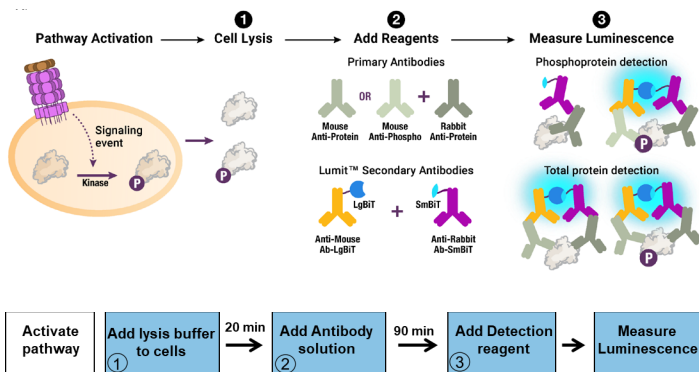 1
2
3
Pathway Activation
Cell Lysis
Add Reagents
Measure Luminescence
Primary Antibodies
Phosphoprotein detection
Signaling
event
Kinase
P
P
OR
+
Mouse
Anti-Protein
Mouse
Anti-Phospho
Rabbit
Anti-Protein
P
Lumit™ Secondary Antibodies
Total protein detection
LgBiT
SmBiT
+
Anti-Mouse
Ab-LgBiT
Anti-Rabbit
Ab-SmBiT
P
Activate
pathway
Add lysis buffer
to cells
1
20 min
Add Antibody
solution
2
90 min
Add Detection
reagent
3
Measure
Luminescence